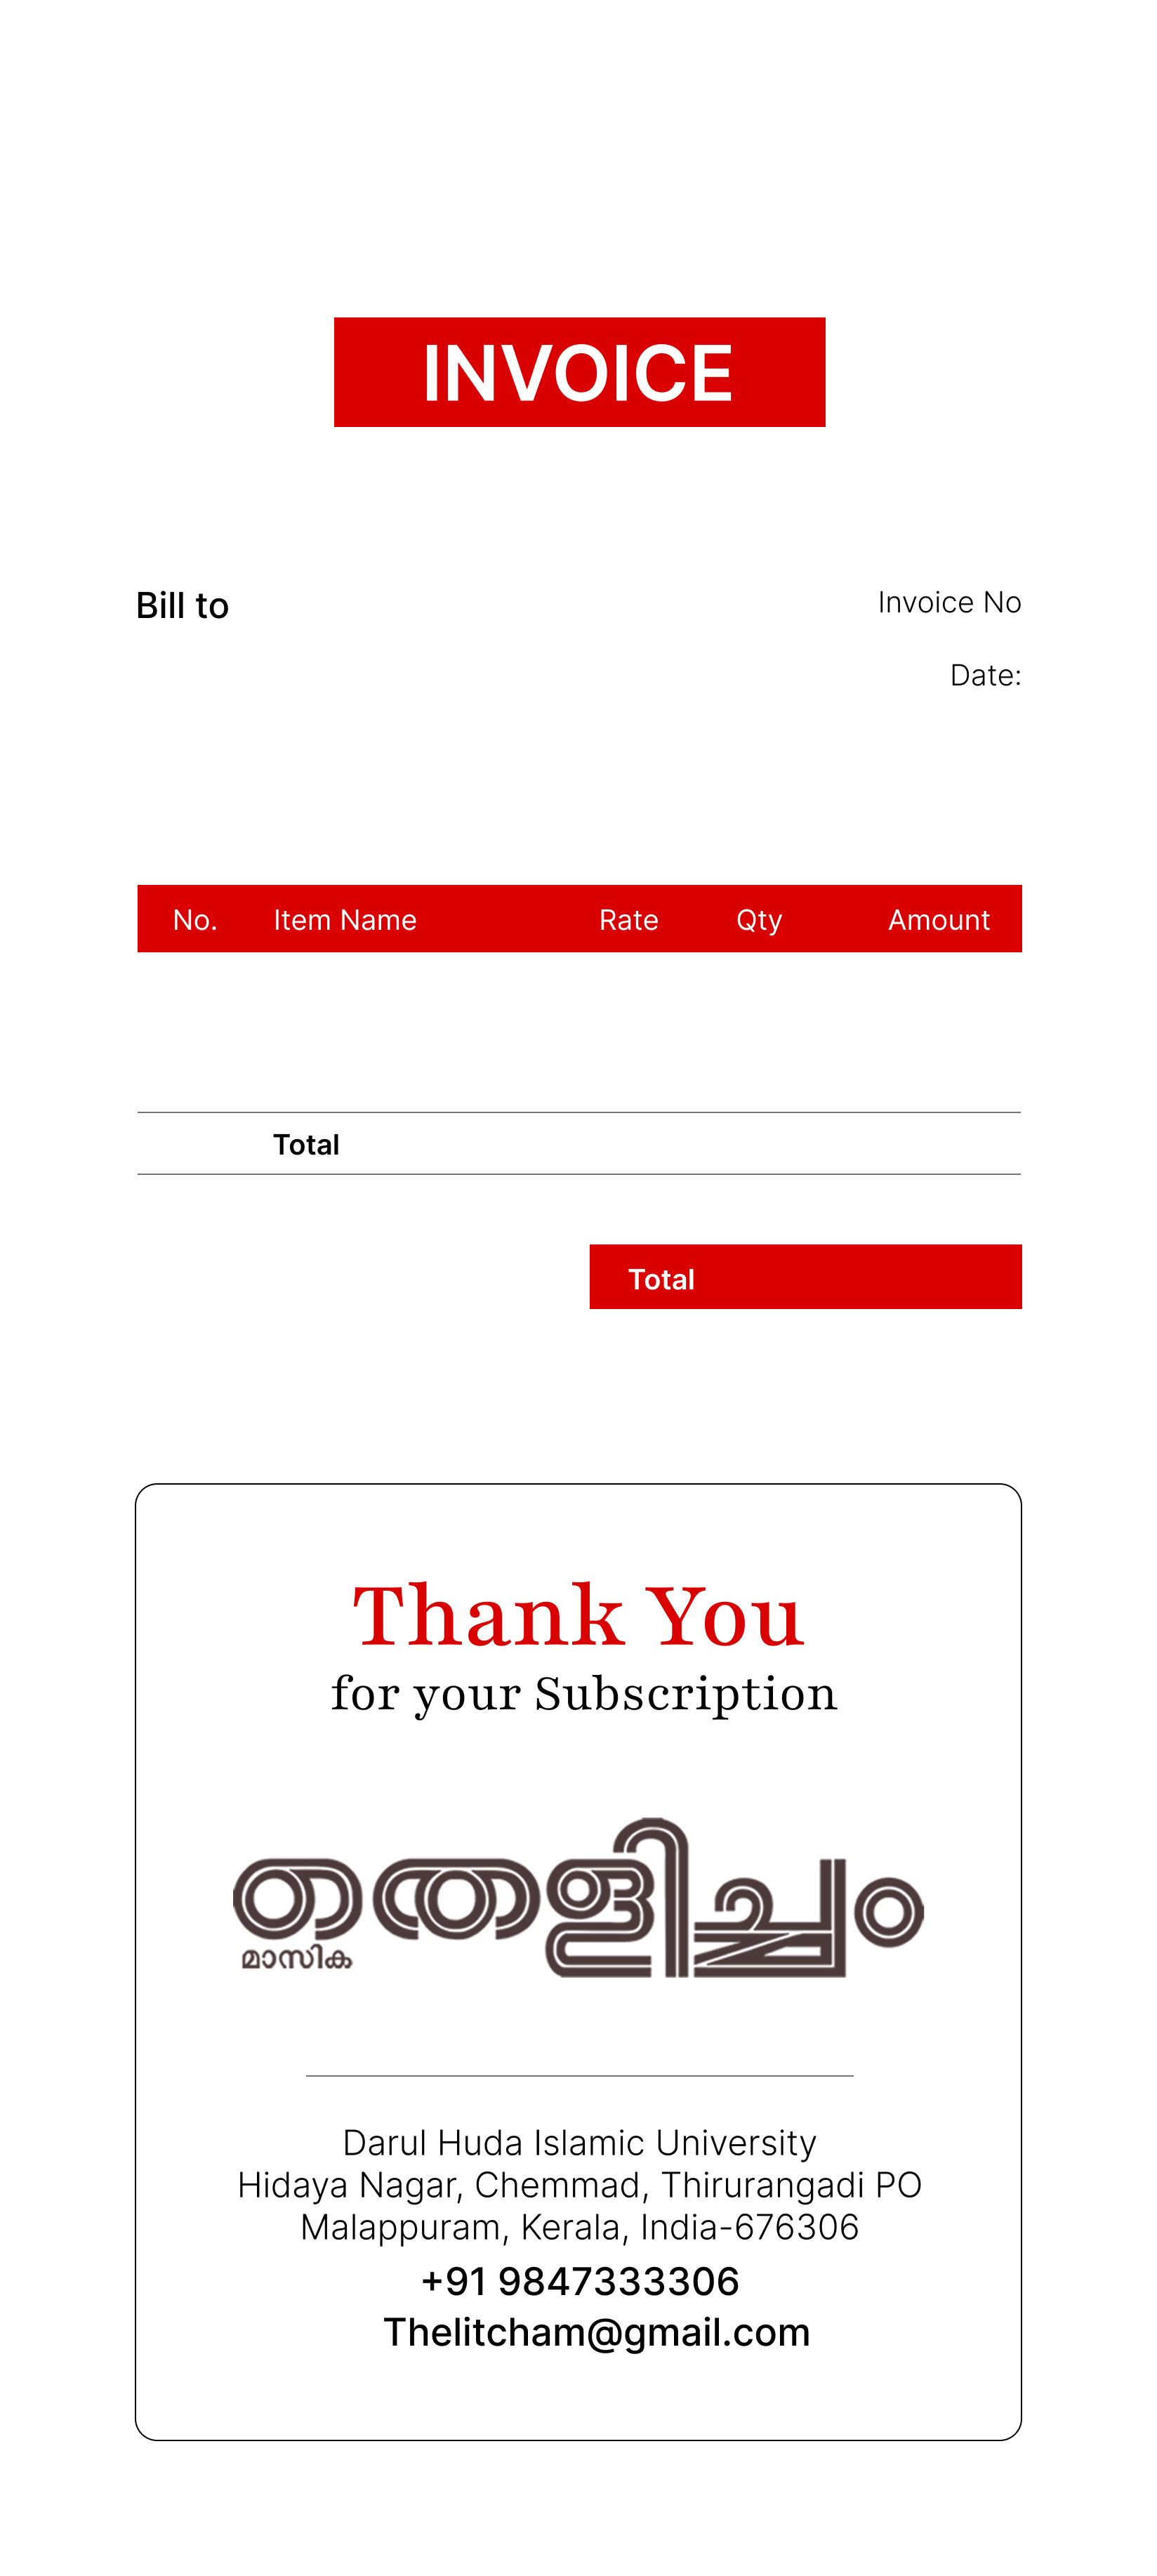 INVOICE
Bill to
Invoice No
Date:
No. Item Name Rate Qty Amount
Total
Total
Thank You
for your Subscription
തെളിച്ചം
മാസിക
Darul Huda Islamic University
Hidaya Nagar, Chemmad, Thirurangadi PO
Malappuram, Kerala, India-676306
+91 9847333306
Thelitcham@gmail.com